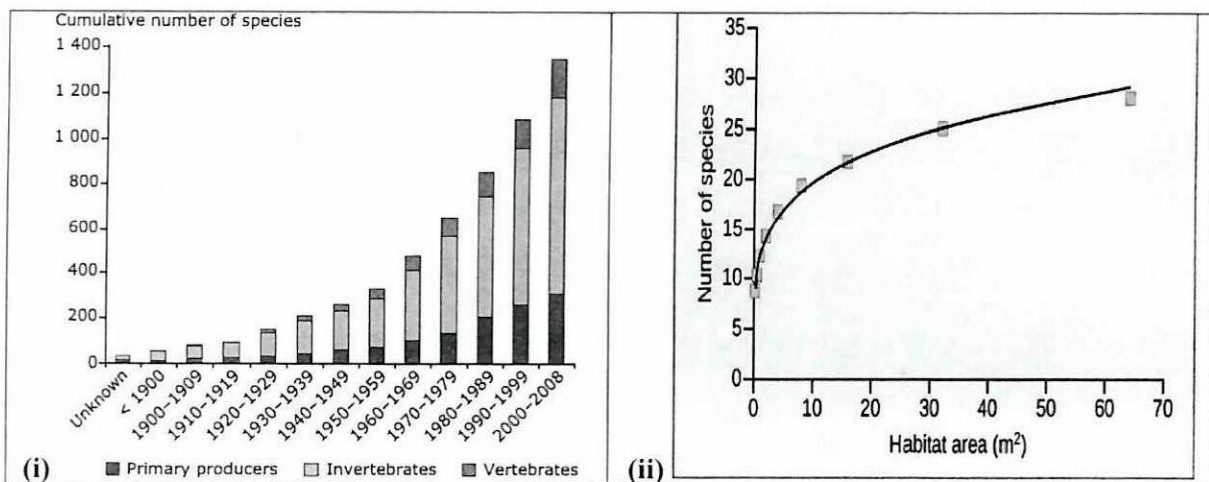 Cumulative number of species
1 400
1 200
1 000
800
600
400
200
0
Unknown
< 1900
1900–1909
1910–1919
1920–1929
1930–1939
1940–1949
1950–1959
1960–1969
1970–1979
1980–1989
1990–1999
2000–2008
(i)
Primary producers
Invertebrates
Vertebrates
Number of species
35
30
25
20
15
10
5
0
0 10 20 30 40 50 60 70
Habitat area (m²)
(ii)